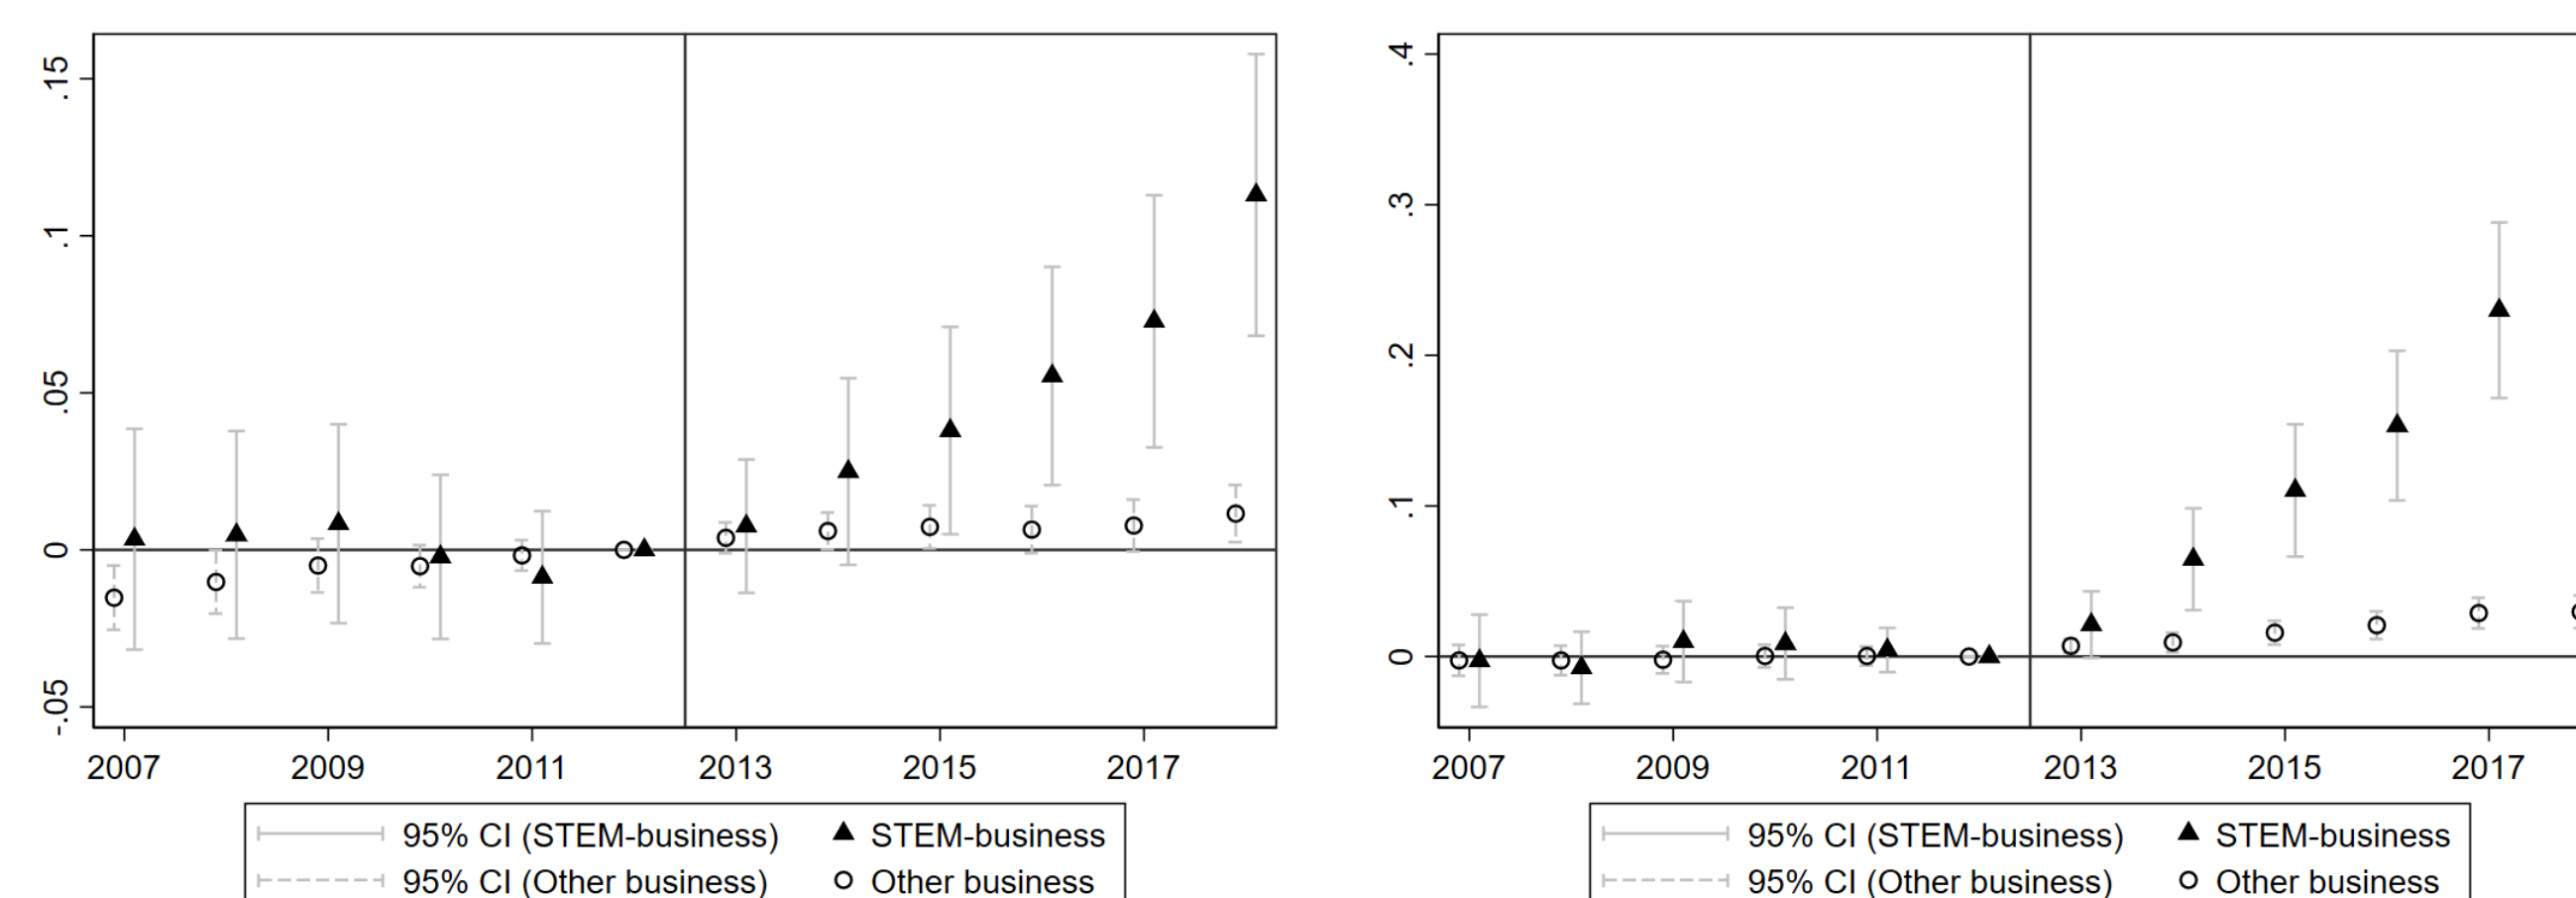 .15
.1
.05
0
-.05
2007 2009 2011 2013 2015 2017
95% CI (STEM-business) STEM-business
95% CI (Other business) Other business
.4
.3
.2
.1
0
2007 2009 2011 2013 2015 2017
95% CI (STEM-business) STEM-business
95% CI (Other business) Other business